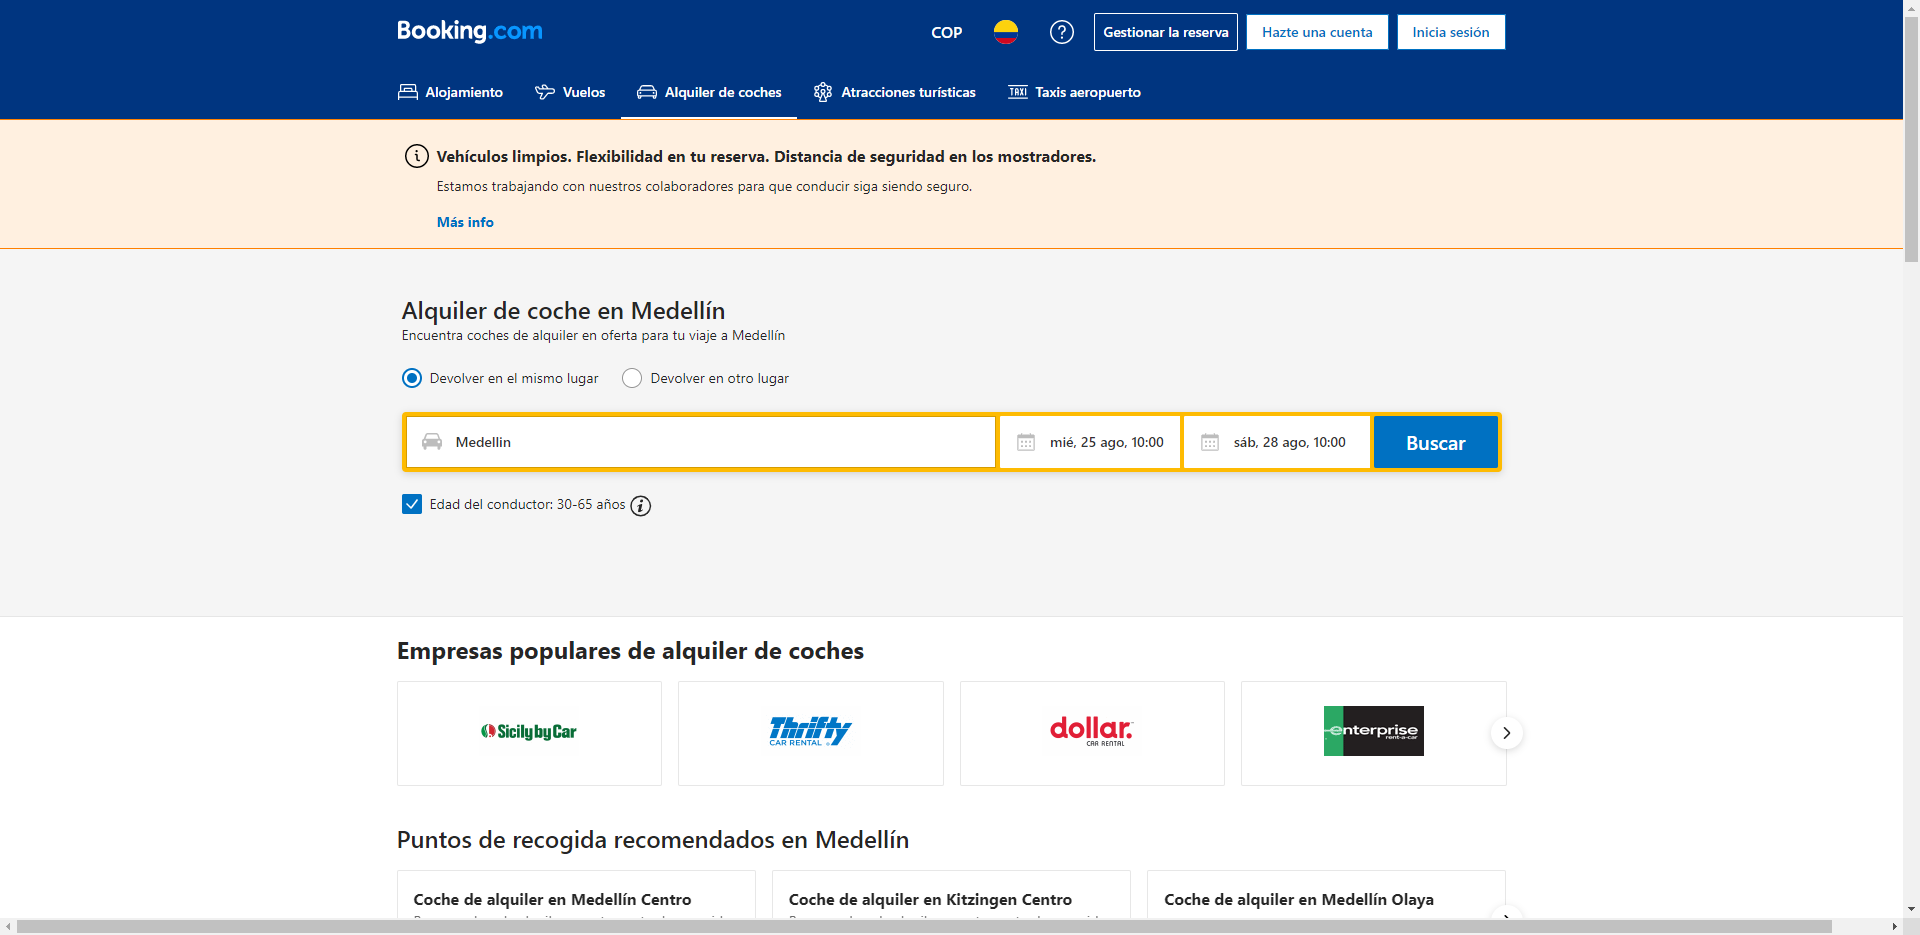 Booking.com
COP
Gestionar la reserva
Hazte una cuenta
Inicia sesión
Alojamiento
Vuelos
Alquiler de coches
Atracciones turísticas
TAXI
Taxis aeropuerto
Vehículos limpios. Flexibilidad en tu reserva. Distancia de seguridad en los mostradores.
Estamos trabajando con nuestros colaboradores para que conducir siga siendo seguro.
Más info
Alquiler de coche en Medellín
Encuentra coches de alquiler en oferta para tu viaje a Medellín
Devolver en el mismo lugar
Devolver en otro lugar
Medellin
mié, 25 ago, 10:00
sáb, 28 ago, 10:00
Buscar
Edad del conductor: 30-65 años
Empresas populares de alquiler de coches
Sicily by Car
Thrifty
CAR RENTAL
dollar.
CAR RENTAL
enterprise
rent-a-car
Puntos de recogida recomendados en Medellín
Coche de alquiler en Medellín Centro
Coche de alquiler en Kitzingen Centro
Coche de alquiler en Medellín Olaya